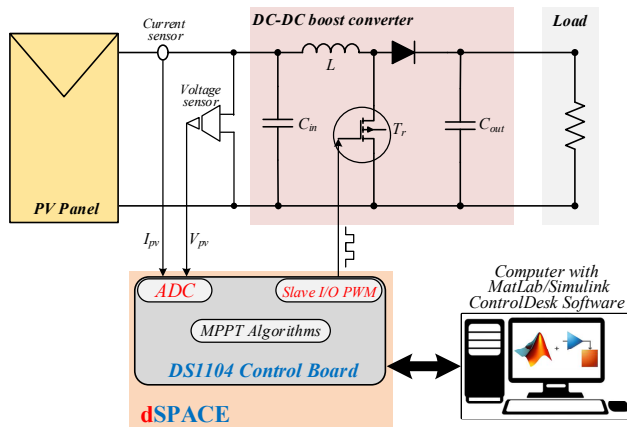 Current
sensor
DC-DC boost converter
Load
L
Voltage
sensor
C_in
T_r
C_out
PV Panel
I_pv
V_pv
ADC
Slave I/O PWM
MPPT Algorithms
DS1104 Control Board
dSPACE
Computer with
MatLab/Simulink
ControlDesk Software
+